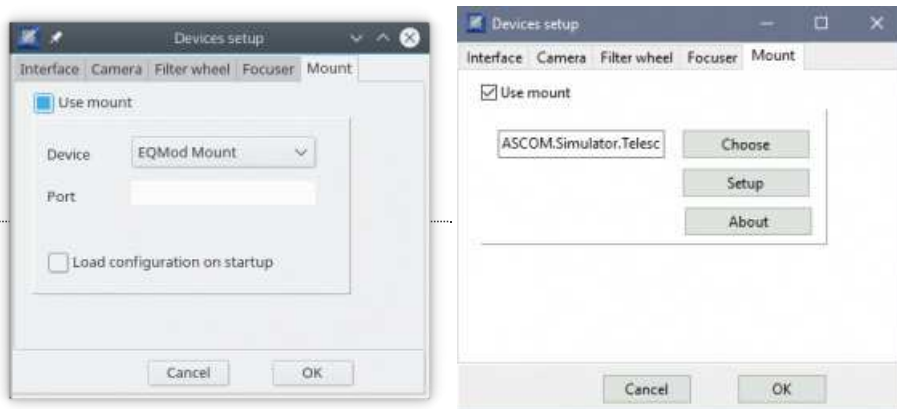 Devices setup
Interface Camera Filter wheel Focuser Mount
Use mount
Device EQMod Mount
Port
Load configuration on startup
Cancel OK
Devices setup
Interface Camera Filter wheel Focuser Mount
Use mount
ASCOM.Simulator.Telesc Choose
Setup
About
Cancel OK